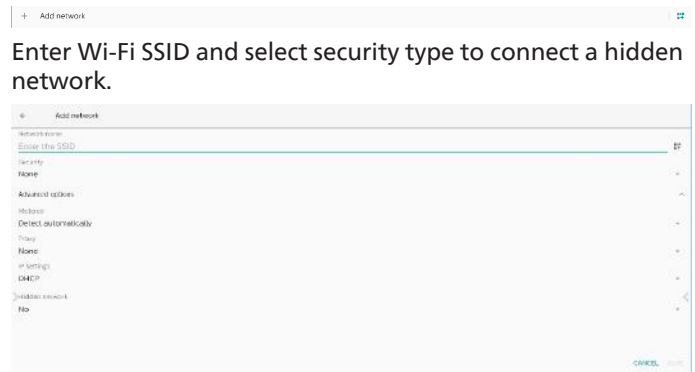 + Add network
Enter Wi-Fi SSID and select security type to connect a hidden
network.
Add network
Network name
Enter the SSID
Security
None
Advanced options
Metered
Detect automatically
Proxy
None
IP settings
DHCP
Hidden network
No
CANCEL SAVE